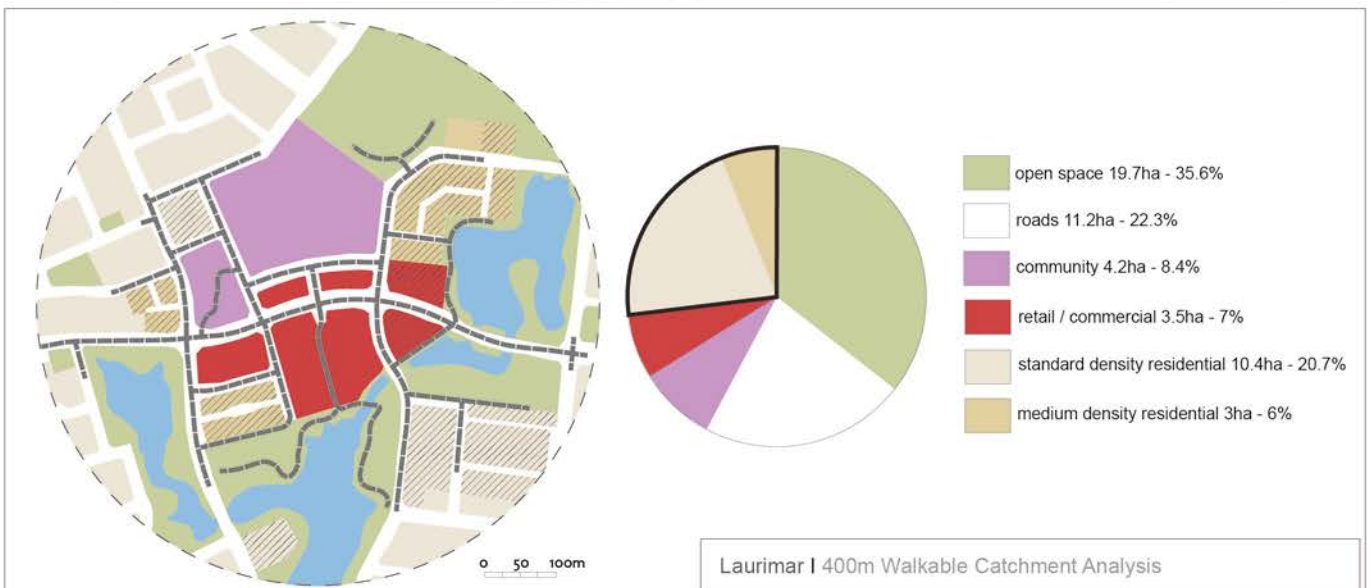 open space 19.7ha - 35.6%
roads 11.2ha - 22.3%
community 4.2ha - 8.4%
retail / commercial 3.5ha - 7%
standard density residential 10.4ha - 20.7%
medium density residential 3ha - 6%
0 50 100m
Laurimar | 400m Walkable Catchment Analysis